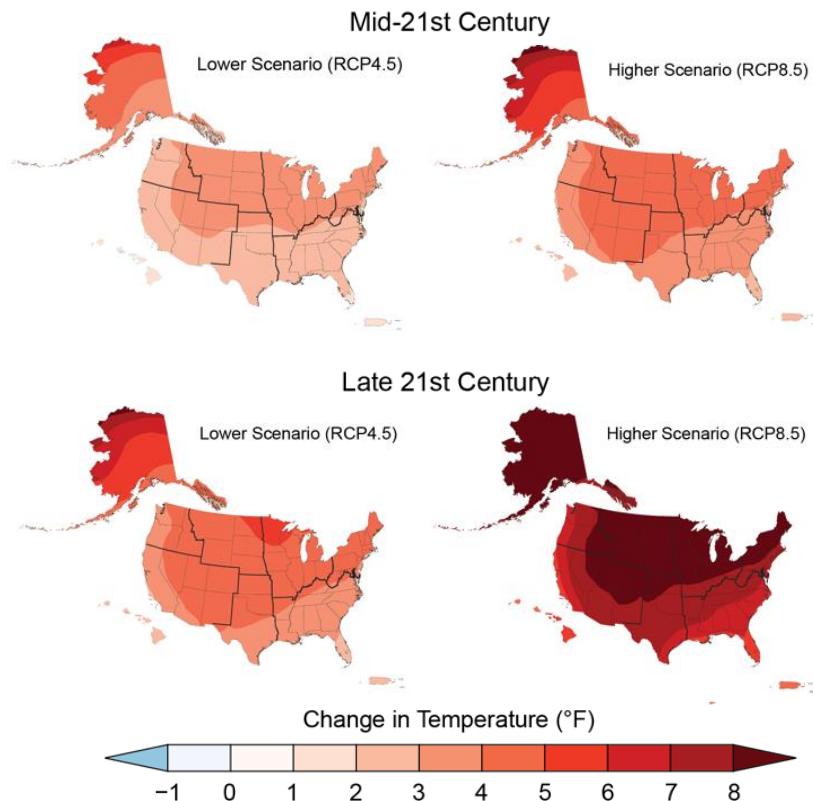 Mid-21st Century
Lower Scenario (RCP4.5)
Higher Scenario (RCP8.5)
Late 21st Century
Lower Scenario (RCP4.5)
Higher Scenario (RCP8.5)
Change in Temperature (°F)
−1 0 1 2 3 4 5 6 7 8